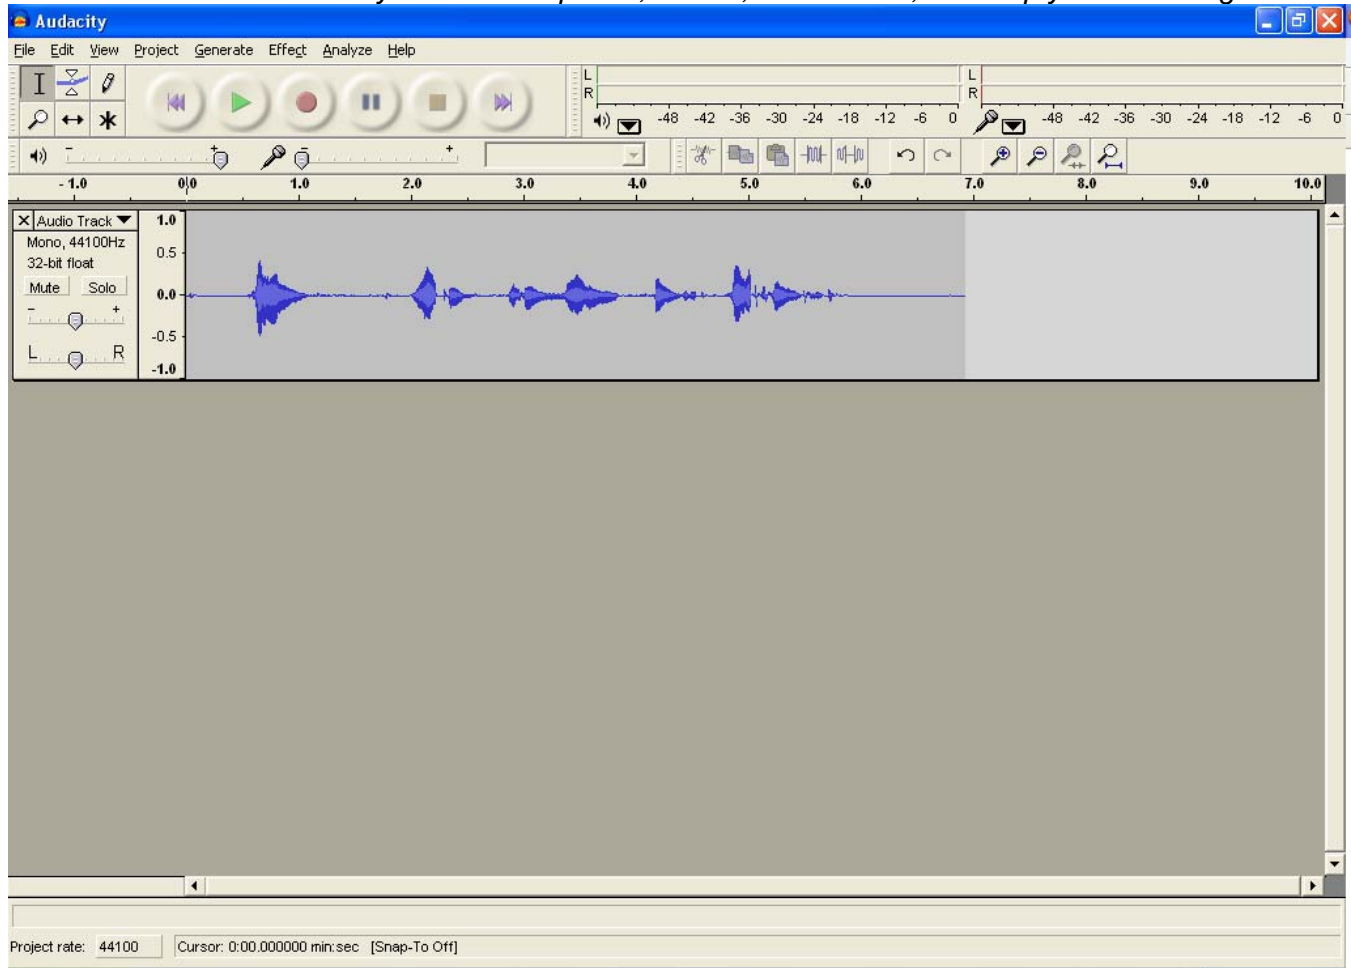 Audacity
File Edit View Project Generate Effect Analyze Help
L
R
-48 -42 -36 -30 -24 -18 -12 -6 0
L
R
-48 -42 -36 -30 -24 -18 -12 -6 0
- +
- +
- 1.0 0,0 1.0 2.0 3.0 4.0 5.0 6.0 7.0 8.0 9.0 10.0
X Audio Track
Mono, 44100Hz
32-bit float
Mute Solo
- +
L R
1.0
0.5
0.0
-0.5
-1.0
Project rate: 44100 Cursor: 0:00.000000 min:sec [Snap-To Off]